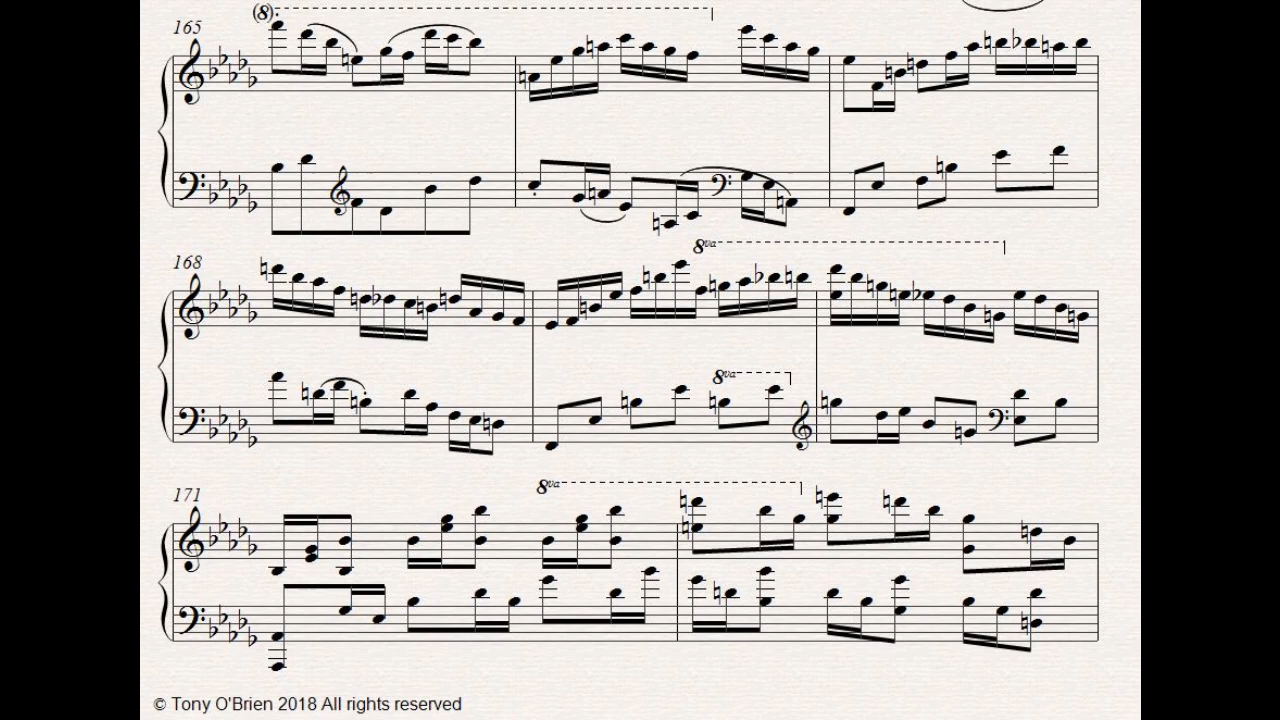 (8)
165
8va
168
8va
8va
171
© Tony O'Brien 2018 All rights reserved